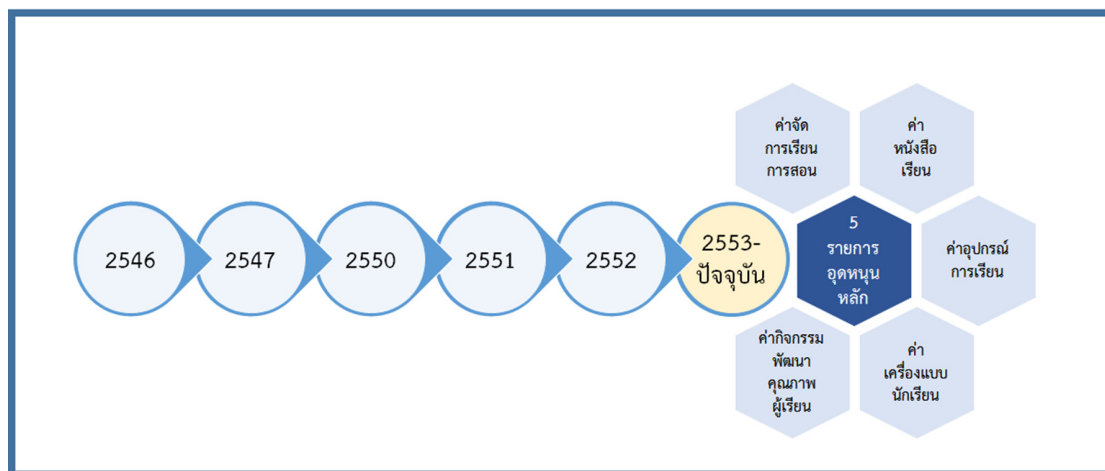 2546
2547
2550
2551
2552
2553-
ปัจจุบัน
ค่าจัด
การเรียน
การสอน
ค่า
หนังสือ
เรียน
5
รายการ
อุดหนุน
หลัก
ค่าอุปกรณ์
การเรียน
ค่ากิจกรรม
พัฒนา
คุณภาพ
ผู้เรียน
ค่า
เครื่องแบบ
นักเรียน